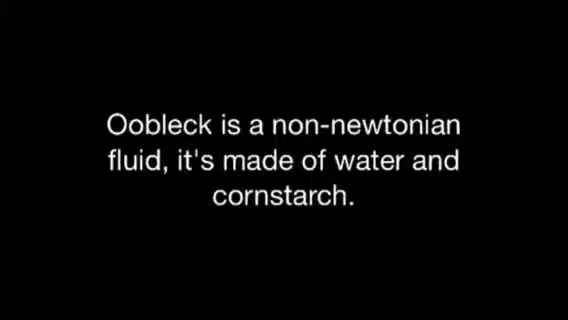 Oobleck is a non-newtonian
fluid, it's made of water and
cornstarch.